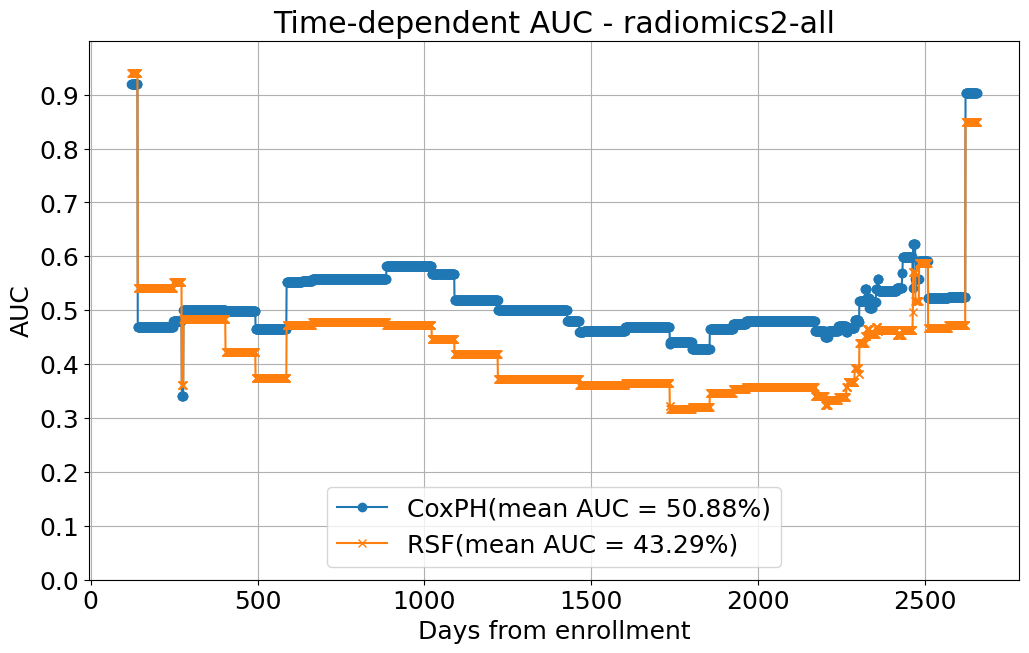 Time-dependent AUC - radiomics2-all
AUC
0.9
0.8
0.7
0.6
0.5
0.4
0.3
0.2
0.1
0.0
CoxPH(mean AUC = 50.88%)
RSF(mean AUC = 43.29%)
0 500 1000 1500 2000 2500
Days from enrollment